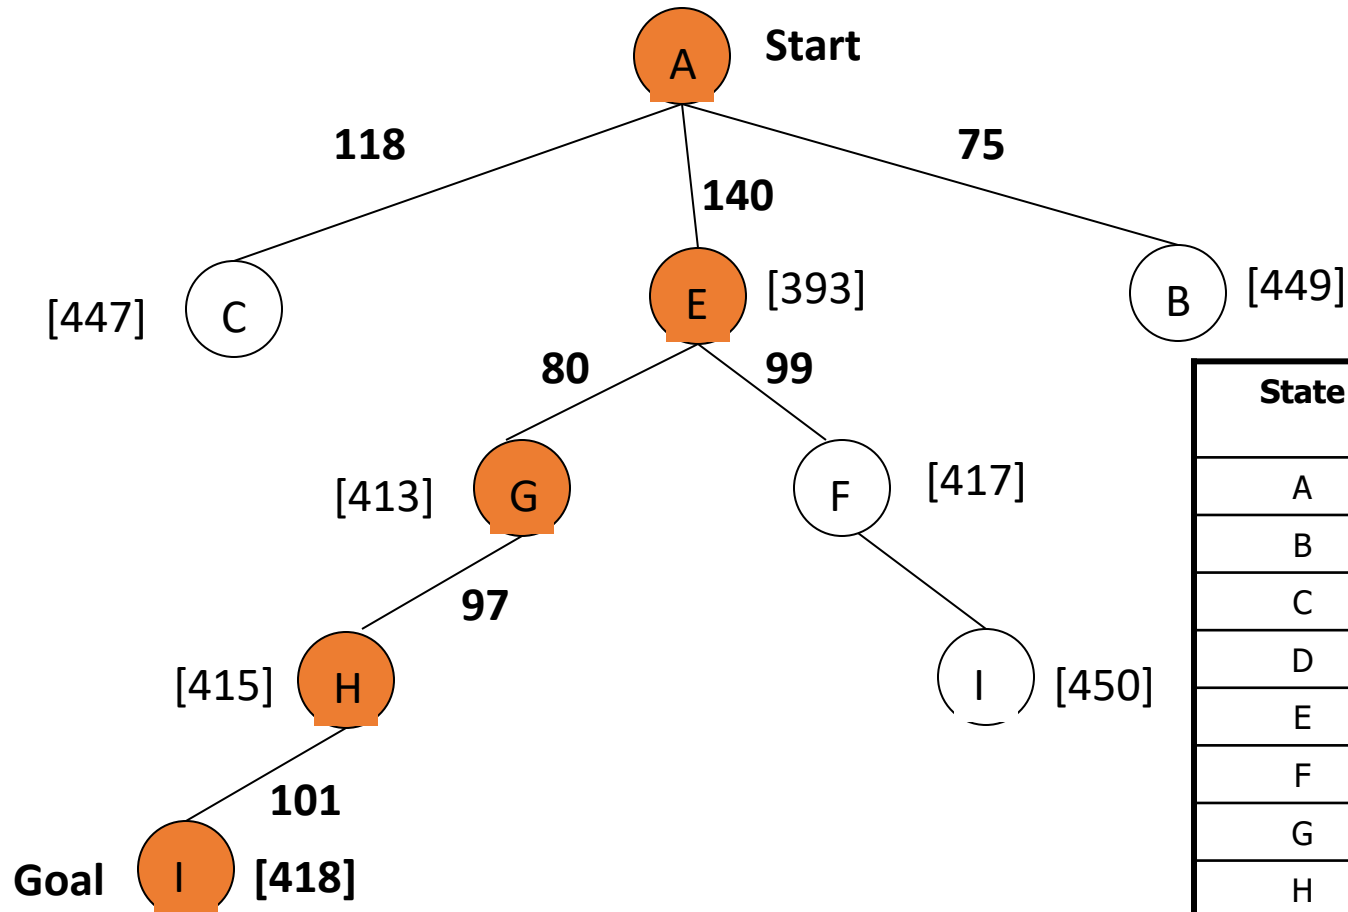 A Start
118
75
140
[447] C
E [393]
B [449]
80
99
[413] G
F [417]
97
[415] H
I [450]
101
Goal I [418]
State
A
B
C
D
E
F
G
H